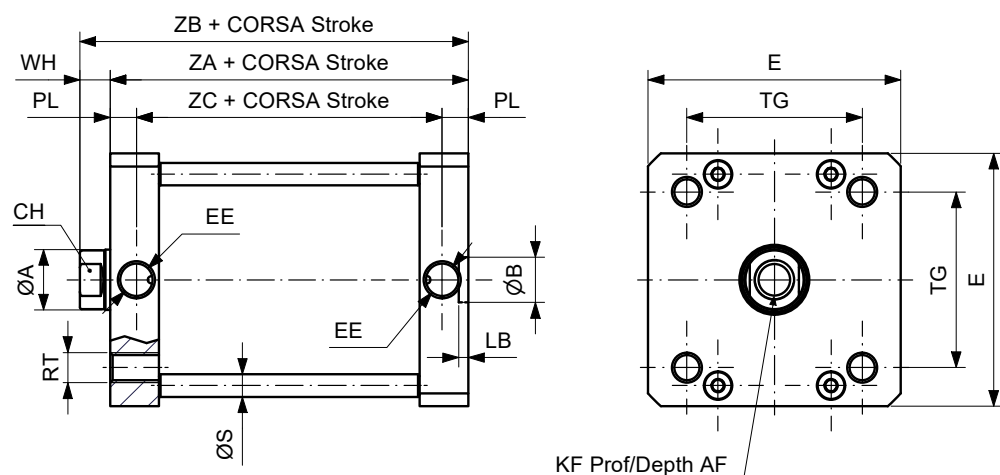 ZB + CORSA Stroke
WH
ZA + CORSA Stroke
E
PL
ZC + CORSA Stroke
PL
TG
CH
EE
ØA
ØB
TG
E
EE
LB
RT
ØS
KF Prof/Depth AF